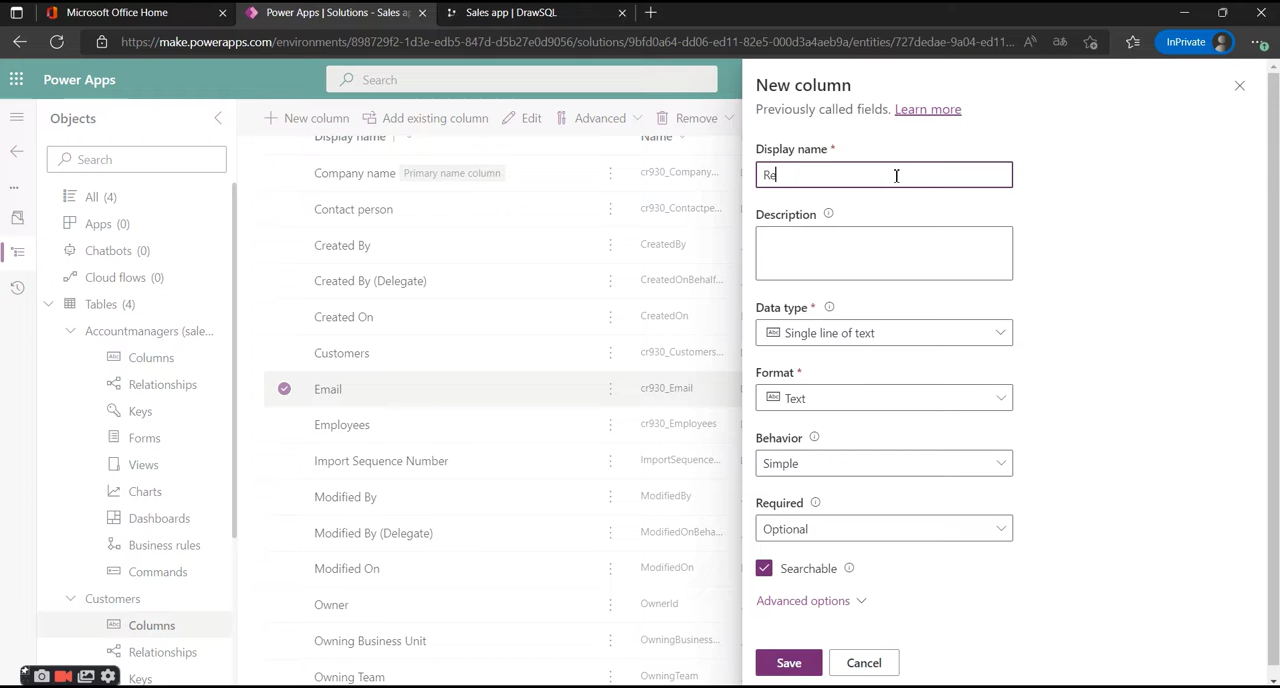 Microsoft Office Home
Power Apps | Solutions - Sales ap
Sales app | DrawSQL
https://make.powerapps.com/environments/898729f2-1d3e-edb5-847d-d5b27e0d9056/solutions/9bfd0a64-dd06-ed11-82e5-000d3a4aeb9a/entities/727dedae-9a04-ed11...
InPrivate
Power Apps
Search
Objects
Search
All (4)
Apps (0)
Chatbots (0)
Cloud flows (0)
Tables (4)
Accountmanagers (sale...
Columns
Relationships
Keys
Forms
Views
Charts
Dashboards
Business rules
Commands
Customers
Columns
Relationships
Keys
New column
Add existing column
Edit
Advanced
Remove
Display name
Name
Company name
Primary name column
cr930_Company...
Contact person
cr930_Contactpe...
Created By
CreatedBy
Created By (Delegate)
CreatedOnBehalf...
Created On
CreatedOn
Customers
cr930_Customers...
Email
cr930_Email
Employees
cr930_Employees
Import Sequence Number
ImportSequence...
Modified By
ModifiedBy
Modified By (Delegate)
ModifiedOnBeha...
Modified On
ModifiedOn
Owner
OwnerId
Owning Business Unit
OwningBusiness...
Owning Team
OwningTeam
New column
Previously called fields. Learn more
Display name *
Re
Description
Data type *
Abc Single line of text
Format *
Abc Text
Behavior
Simple
Required
Optional
Searchable
Advanced options
Save
Cancel